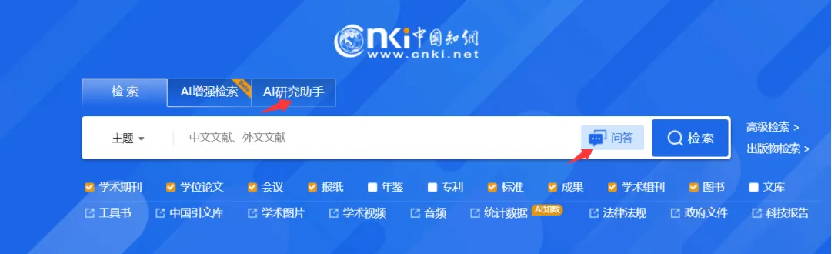 cnki中国知网
www.cnki.net
检索 AI增强检索 AI研究助手
主题 中文文献、外文文献 问答 检索
高级检索 >
出版物检索 >
学术期刊 学位论文 会议 报纸 年鉴 专利 标准 成果 学术辑刊 图书 文库
工具书 中国引文库 学术图片 学术视频 音频 统计数据 法律法规 政府文件 科技报告